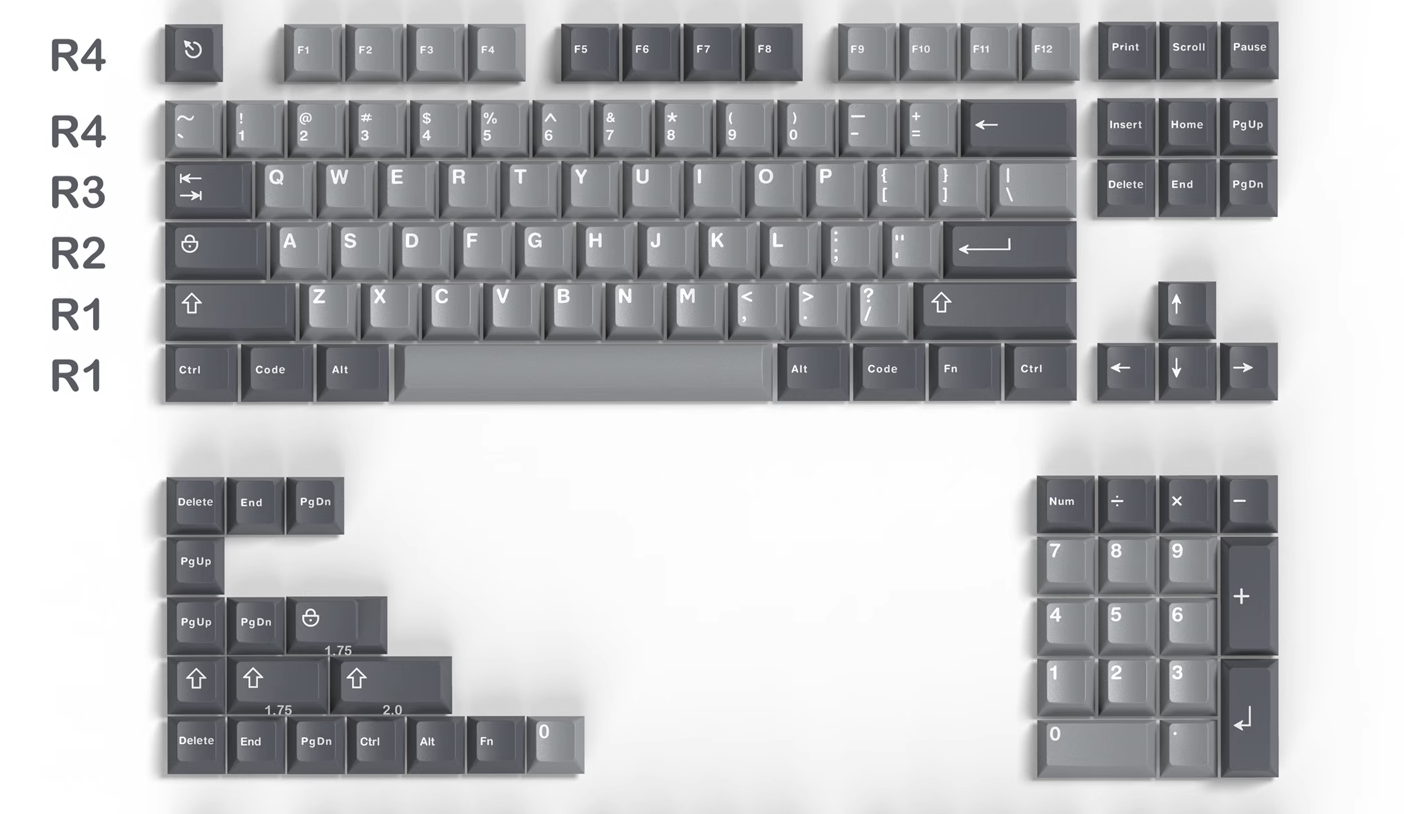 R4
F1 F2 F3 F4 F5 F6 F7 F8 F9 F10 F11 F12 Print Scroll Pause
R4
~ ! @ # $ % ^ & * ( ) — + ←
` 1 2 3 4 5 6 7 8 9 0 - =
Insert Home PgUp
R3
⇤ Q W E R T Y U I O P { } |
⇥ [ ] \
Delete End PgDn
R2
A S D F G H J K L : "
; '
R1
⇧ Z X C V B N M < > ? ⇧ ↑
, . /
R1
Ctrl Code Alt Alt Code Fn Ctrl ← ↓ →
Delete End PgDn
Num ÷ × −
PgUp
7 8 9 +
PgUp PgDn
1.75
4 5 6
⇧ ⇧ ⇧
1.75 2.0
1 2 3
Delete End PgDn Ctrl Alt Fn 0
0 .